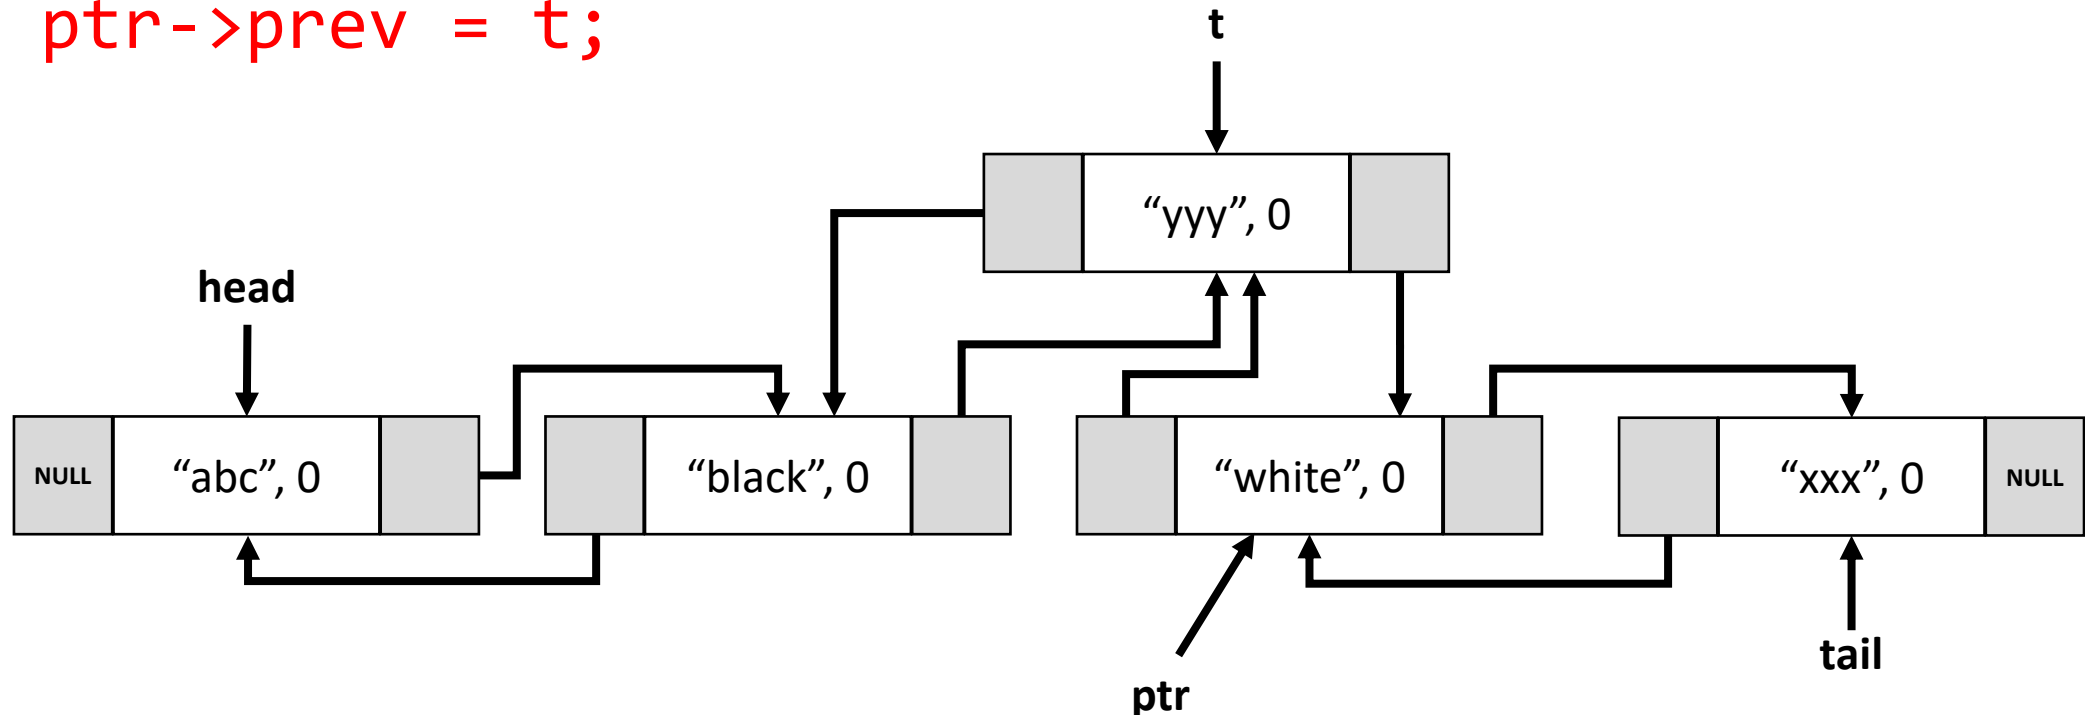 ptr->prev = t;
t
“yyy”, 0
head
NULL
“abc”, 0
“black”, 0
“white”, 0
“xxx”, 0
NULL
ptr
tail